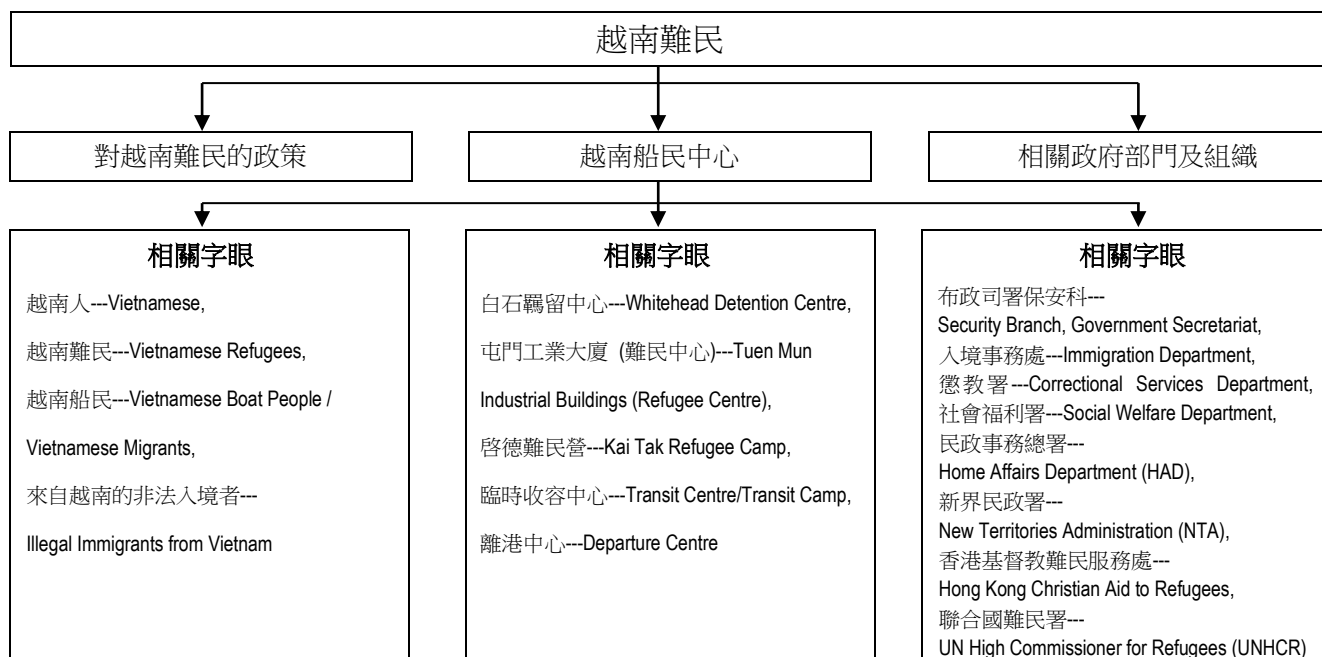 越南難民
對越南難民的政策
越南船民中心
相關政府部門及組織
相關字眼
越南人---Vietnamese,
越南難民---Vietnamese Refugees,
越南船民---Vietnamese Boat People /
Vietnamese Migrants,
來自越南的非法入境者---
Illegal Immigrants from Vietnam
相關字眼
白石羈留中心---Whitehead Detention Centre,
屯門工業大廈 (難民中心)---Tuen Mun
Industrial Buildings (Refugee Centre),
啓德難民營---Kai Tak Refugee Camp,
臨時收容中心---Transit Centre/Transit Camp,
離港中心---Departure Centre
相關字眼
布政司署保安科---
Security Branch, Government Secretariat,
入境事務處---Immigration Department,
懲教署---Correctional Services Department,
社會福利署---Social Welfare Department,
民政事務總署---
Home Affairs Department (HAD),
新界民政署---
New Territories Administration (NTA),
香港基督教難民服務處---
Hong Kong Christian Aid to Refugees,
聯合國難民署---
UN High Commissioner for Refugees (UNHCR)